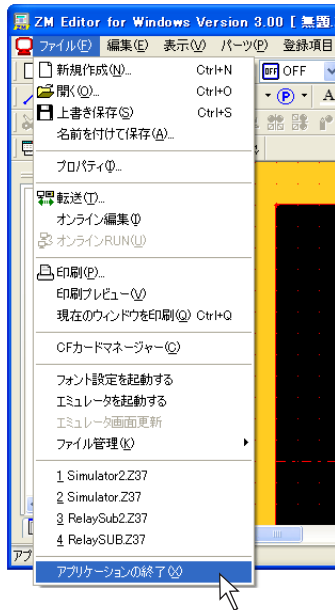 ZM Editor for Windows Version 3.00 [ 無題
ファイル(F) 編集(E) 表示(V) パーツ(P) 登録項目
OFF
P A
新規作成(N)... Ctrl+N
開く(O)... Ctrl+O
上書き保存(S) Ctrl+S
名前を付けて保存(A)...
プロパティ(I)...
転送(T)...
オンライン編集(I)
オンラインRUN(U)
印刷(P)...
印刷プレビュー(V)
現在のウィンドウを印刷(Q) Ctrl+Q
CFカードマネージャー(C)
フォント設定を起動する
エミュレータを起動する
エミュレータ画面更新
ファイル管理(K)
1 Simulator2.Z37
2 Simulator.Z37
3 RelaySub2.Z37
4 RelaySUB.Z37
アプリケーションの終了(X)
アプ